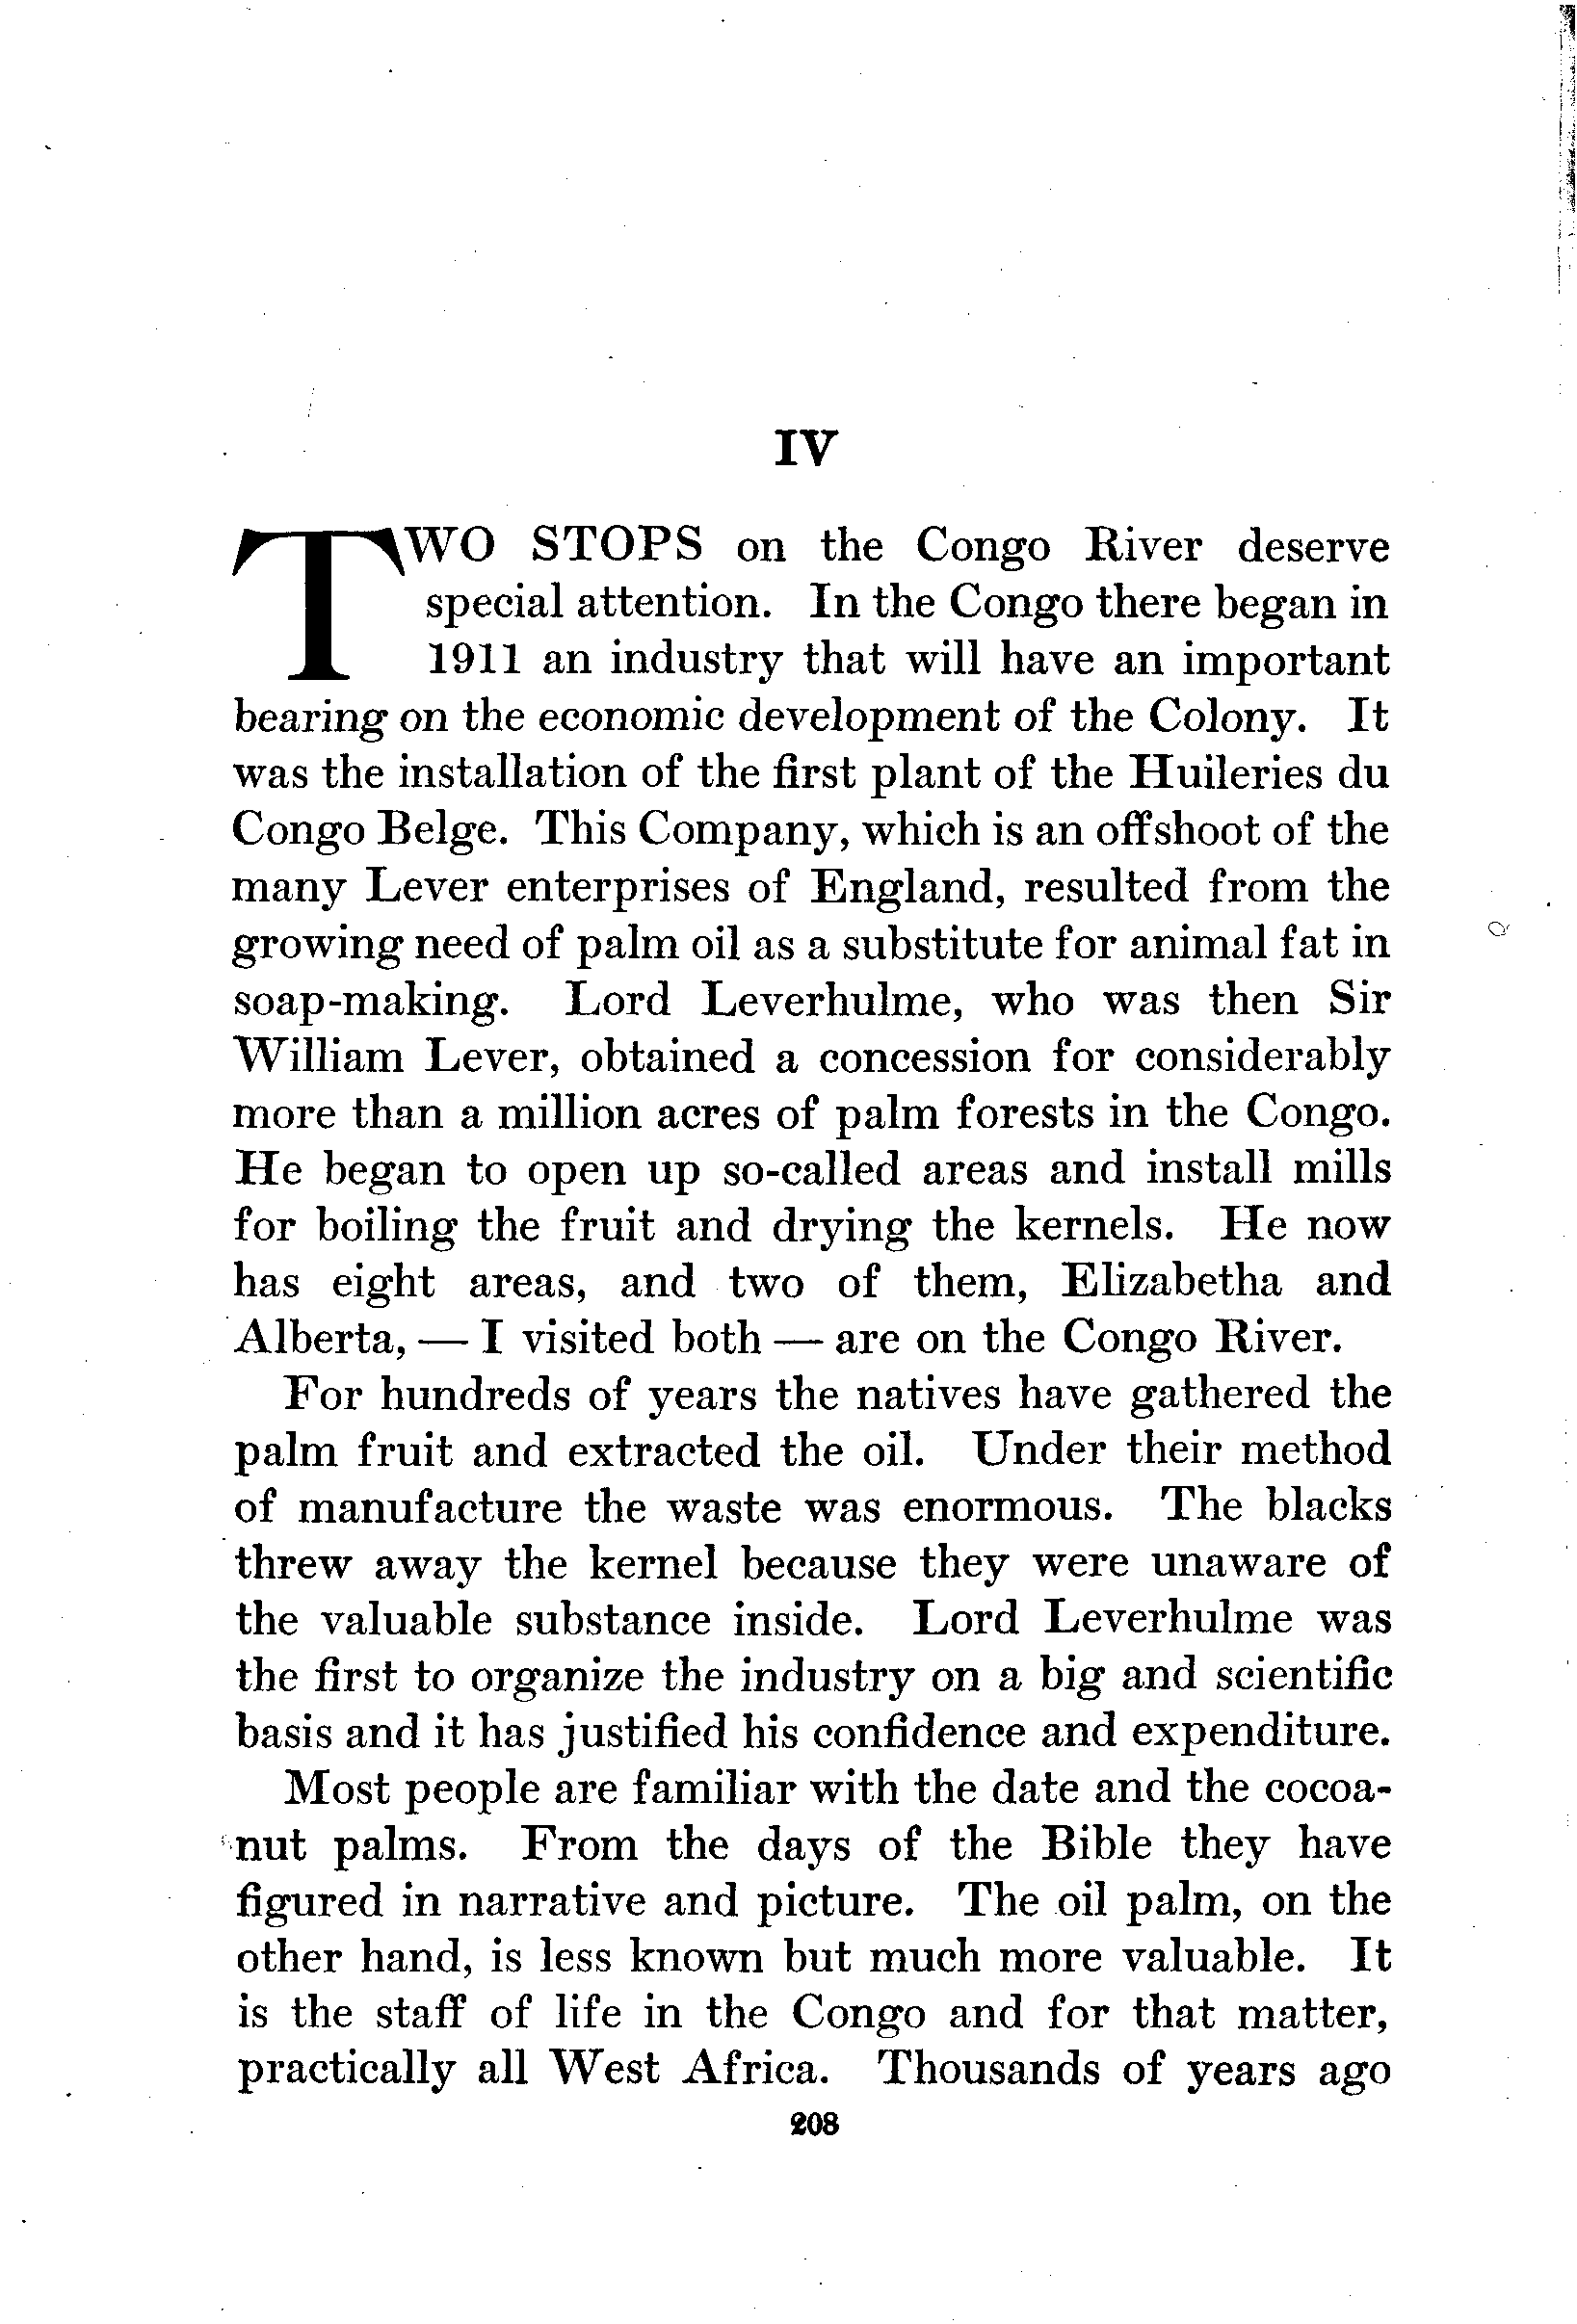 IV
TWO STOPS on the Congo River deserve
special attention. In the Congo there began in
1911 an industry that will have an important
bearing on the economic development of the Colony. It
was the installation of the first plant of the Huileries du
Congo Belge. This Company, which is an offshoot of the
many Lever enterprises of England, resulted from the
growing need of palm oil as a substitute for animal fat in
soap-making. Lord Leverhulme, who was then Sir
William Lever, obtained a concession for considerably
more than a million acres of palm forests in the Congo.
He began to open up so-called areas and install mills
for boiling the fruit and drying the kernels. He now
has eight areas, and two of them, Elizabetha and
Alberta, — I visited both — are on the Congo River.
For hundreds of years the natives have gathered the
palm fruit and extracted the oil. Under their method
of manufacture the waste was enormous. The blacks
threw away the kernel because they were unaware of
the valuable substance inside. Lord Leverhulme was
the first to organize the industry on a big and scientific
basis and it has justified his confidence and expenditure.
Most people are familiar with the date and the cocoa-
nut palms. From the days of the Bible they have
figured in narrative and picture. The oil palm, on the
other hand, is less known but much more valuable. It
is the staff of life in the Congo and for that matter,
practically all West Africa. Thousands of years ago
208